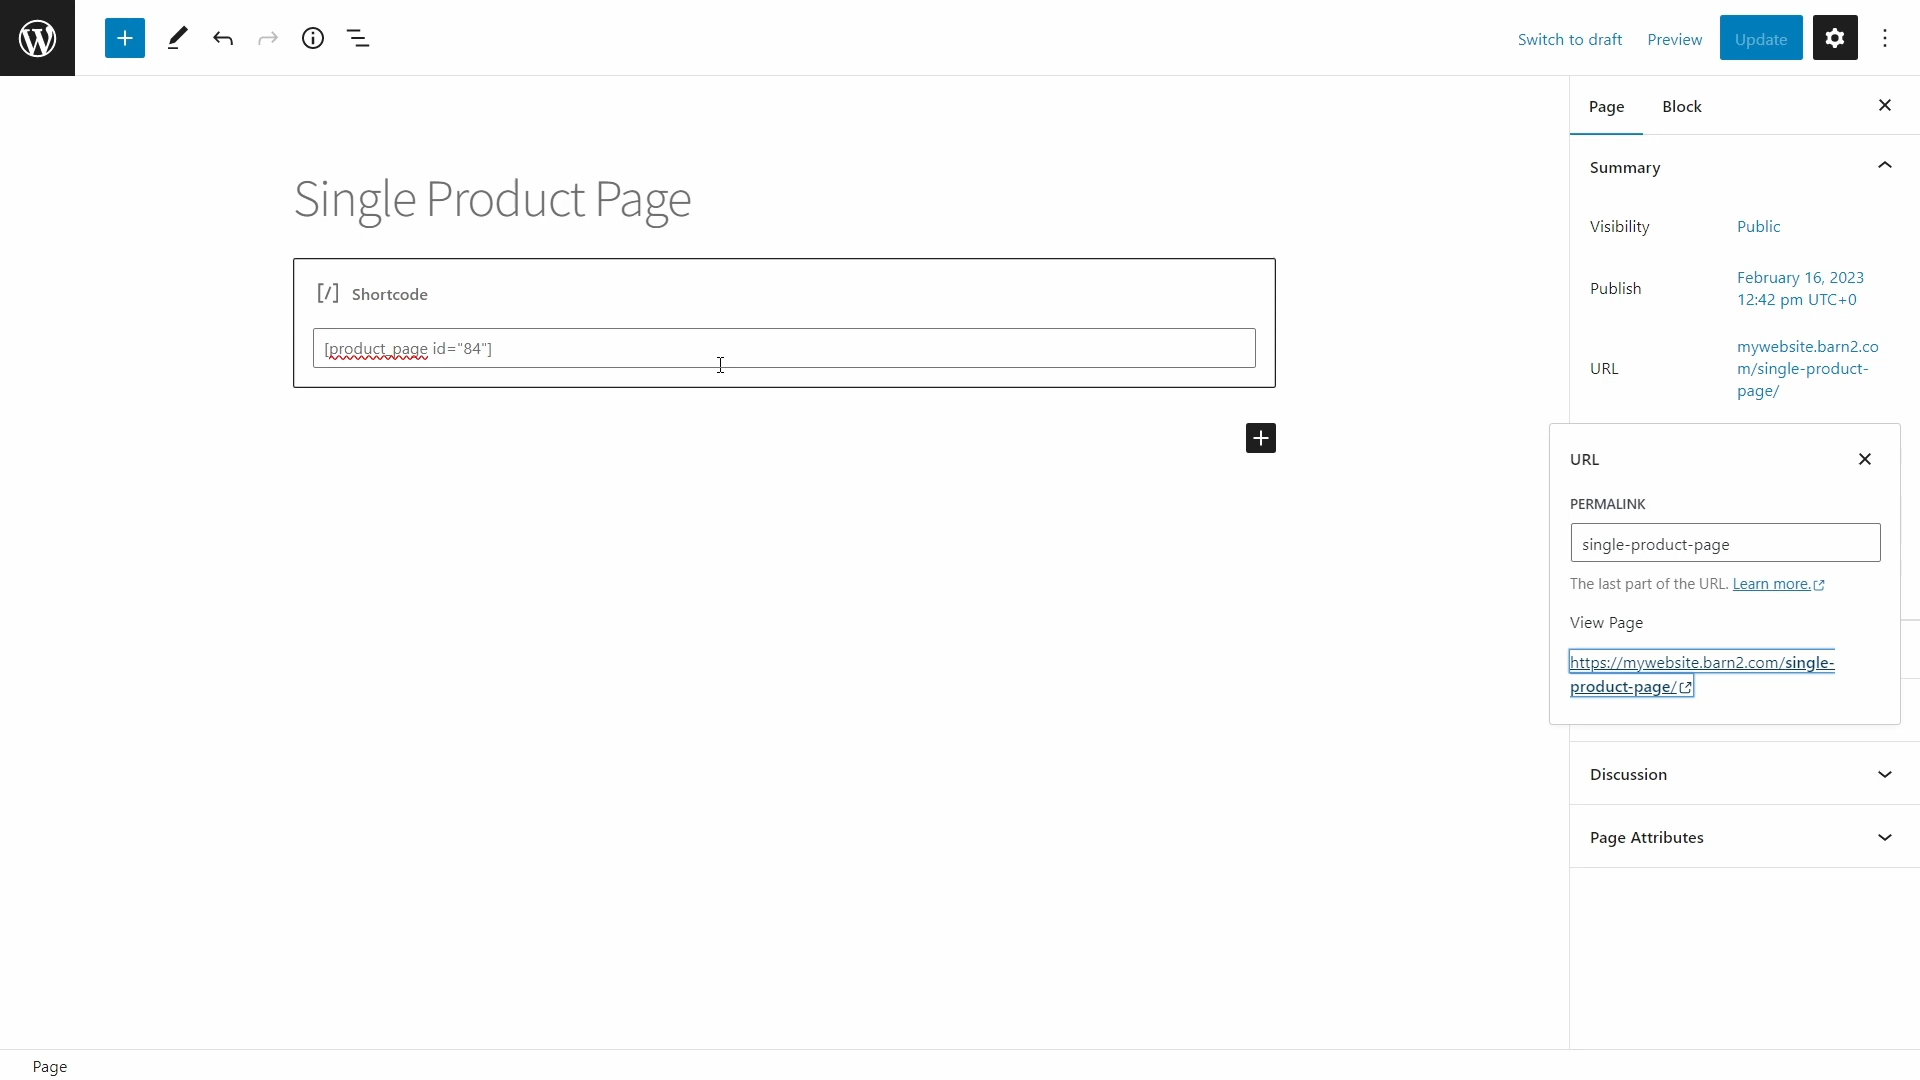 Switch to draft
Preview
Update
Page
Block
Summary
Visibility
Public
Publish
February 16, 2023
12:42 pm UTC+0
URL
mywebsite.barn2.co
m/single-product-
page/
Single Product Page
[/] Shortcode
[product_page id="84"]
URL
PERMALINK
single-product-page
The last part of the URL. Learn more.
View Page
https://mywebsite.barn2.com/single-
product-page/
Discussion
Page Attributes
Page